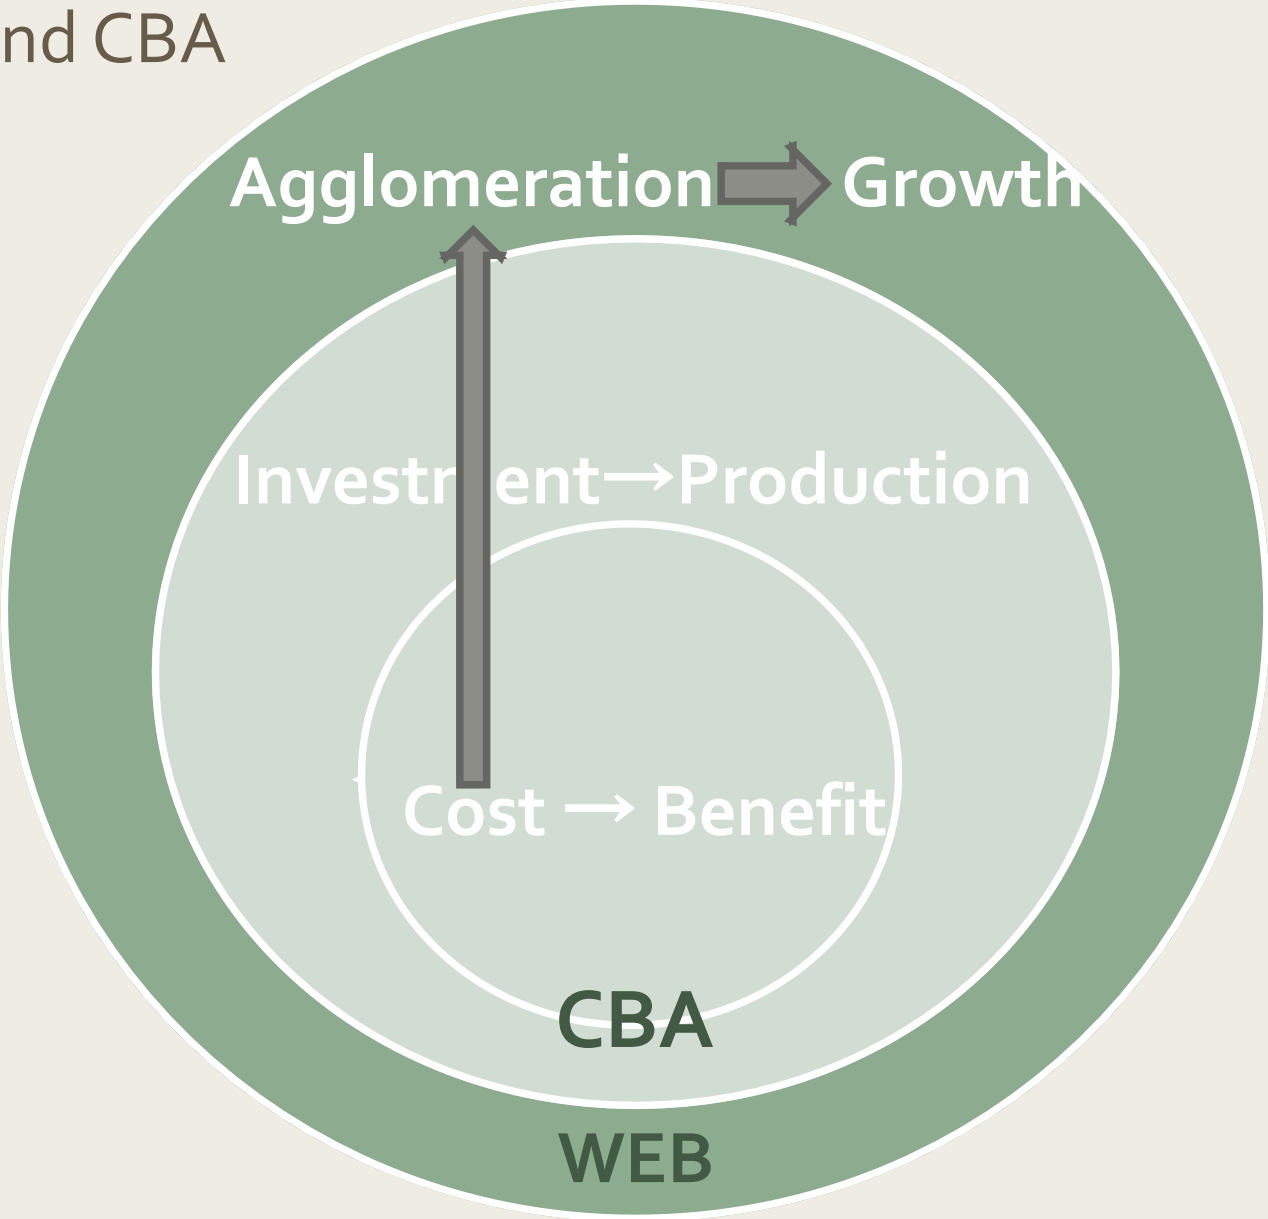 nd CBA
Agglomeration Growth
Investment→Production
Cost → Benefit
CBA
WEB